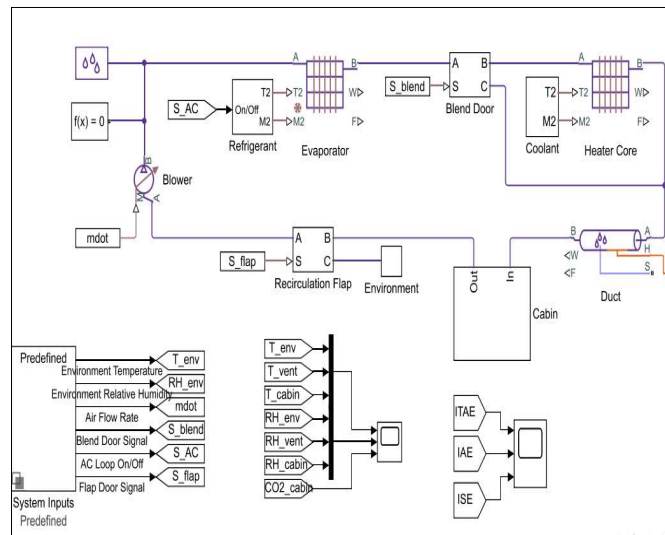 A
B
A
B
A
B
S_blend
S
C
T2
T2
W
T2
T2
W
S_AC
On/Off
Blend Door
M2
M2
F
M2
M2
F
f(x) = 0
Refrigerant
Evaporator
Coolant
Heater Core
B
Blower
M
A
mdot
A
B
B
A
S_flap
S
C
W
H
F
S
Recirculation Flap
Environment
Out
In
Duct
Cabin
Predefined
T_env
Environment Temperature
RH_env
Environment Relative Humidity
mdot
Air Flow Rate
S_blend
Blend Door Signal
S_AC
AC Loop On/Off
S_flap
Flap Door Signal
System Inputs
Predefined
T_env
T_vent
T_cabin
RH_env
RH_vent
RH_cabin
CO2_cabin
ITAE
IAE
ISE